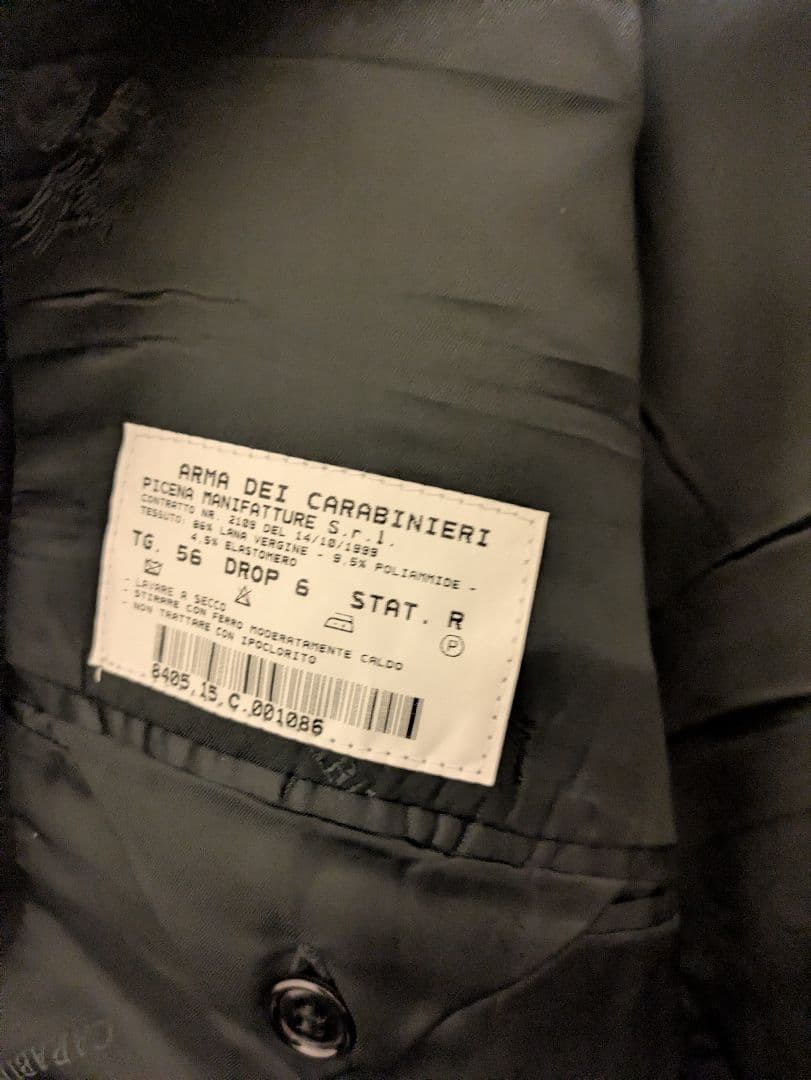 ARMA DEI CARABINIERI
PICENA MANIFATTURE S.r.l.
CONTRATTO NR. 2109 DEL 14/10/1999
TESSUTO: 86% LANA VERGINE - 9,5% POLIAMMIDE -
4,5% ELASTOMERO
TG. 56 DROP 6 STAT. R
P
- LAVARE A SECCO
- STIRARE CON FERRO MODERATAMENTE CALDO
- NON TRATTARE CON IPOCLORITO
8405.15.C.001086